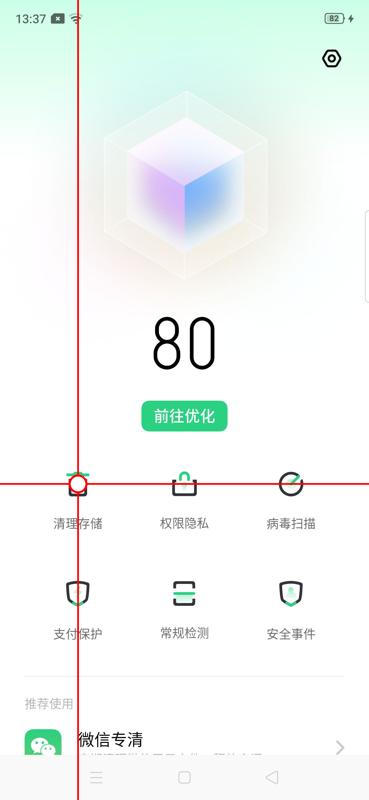 13:37
82
80
前往优化
清理存储
权限隐私
病毒扫描
支付保护
常规检测
安全事件
推荐使用
微信专清